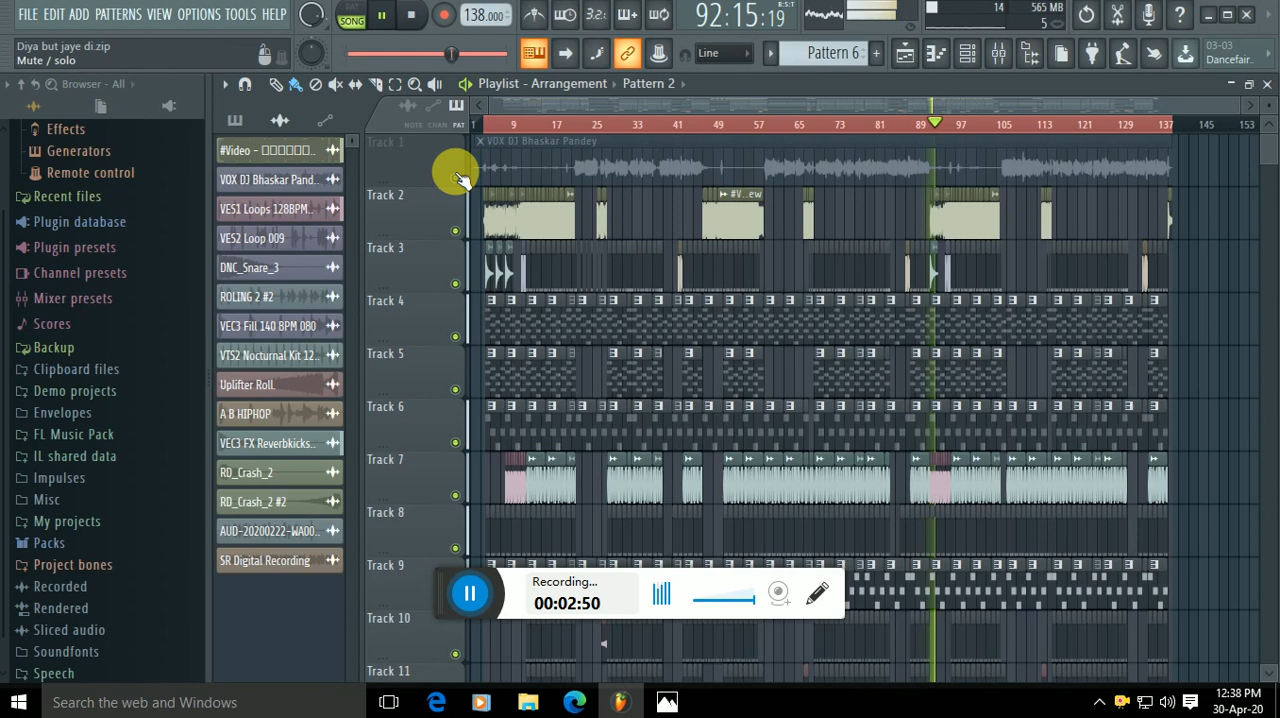 FILE EDIT ADD PATTERNS VIEW OPTIONS TOOLS HELP
PAT
SONG
138.000
3.2
92:15:19
B:S:T
14
565 MB
5
Diya but jaye di.zip
Mute / solo
Line
Pattern 6
03-03
Dancefair..
Browser - All
Playlist - Arrangement
Pattern 2
NOTE CHAN PAT
1 9 17 25 33 41 49 57 65 73 81 89 97 105 113 121 129 137 145 153
Effects
Generators
Remote control
Recent files
Plugin database
Plugin presets
Channel presets
Mixer presets
Scores
Backup
Clipboard files
Demo projects
Envelopes
FL Music Pack
IL shared data
Impulses
Misc
My projects
Packs
Project bones
Recorded
Rendered
Sliced audio
Soundfonts
Speech
#Video - □□□□□□..
VOX DJ Bhaskar Pand..
VES1 Loops 128BPM..
VES2 Loop 009
DNC_Snare_3
ROLING 2 #2
VEC3 Fill 140 BPM 080
VTS2 Nocturnal Kit 12..
Uplifter Roll.
A B HIPHOP
VEC3 FX Reverbkicks..
RD_Crash_2
RD_Crash_2 #2
AUD-20200222-WA00..
SR Digital Recording
Track 1
VOX DJ Bhaskar Pandey
Track 2
#V..ew
Track 3
Track 4
Track 5
Track 6
Track 7
Track 8
Track 9
Track 10
Track 11
Recording...
00:02:50
Search the web and Windows
12:38 PM
30-Apr-20